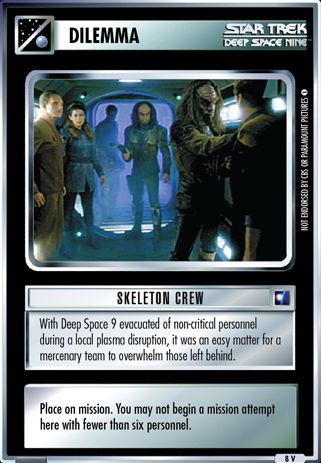 DILEMMA
STAR TREK
DEEP SPACE NINE
NOT ENDORSED BY CBS OR PARAMOUNT PICTURES
SKELETON CREW
With Deep Space 9 evacuated of non-critical personnel
during a local plasma disruption, it was an easy matter for a
mercenary team to overwhelm those left behind.
Place on mission. You may not begin a mission attempt
here with fewer than six personnel.
8 V